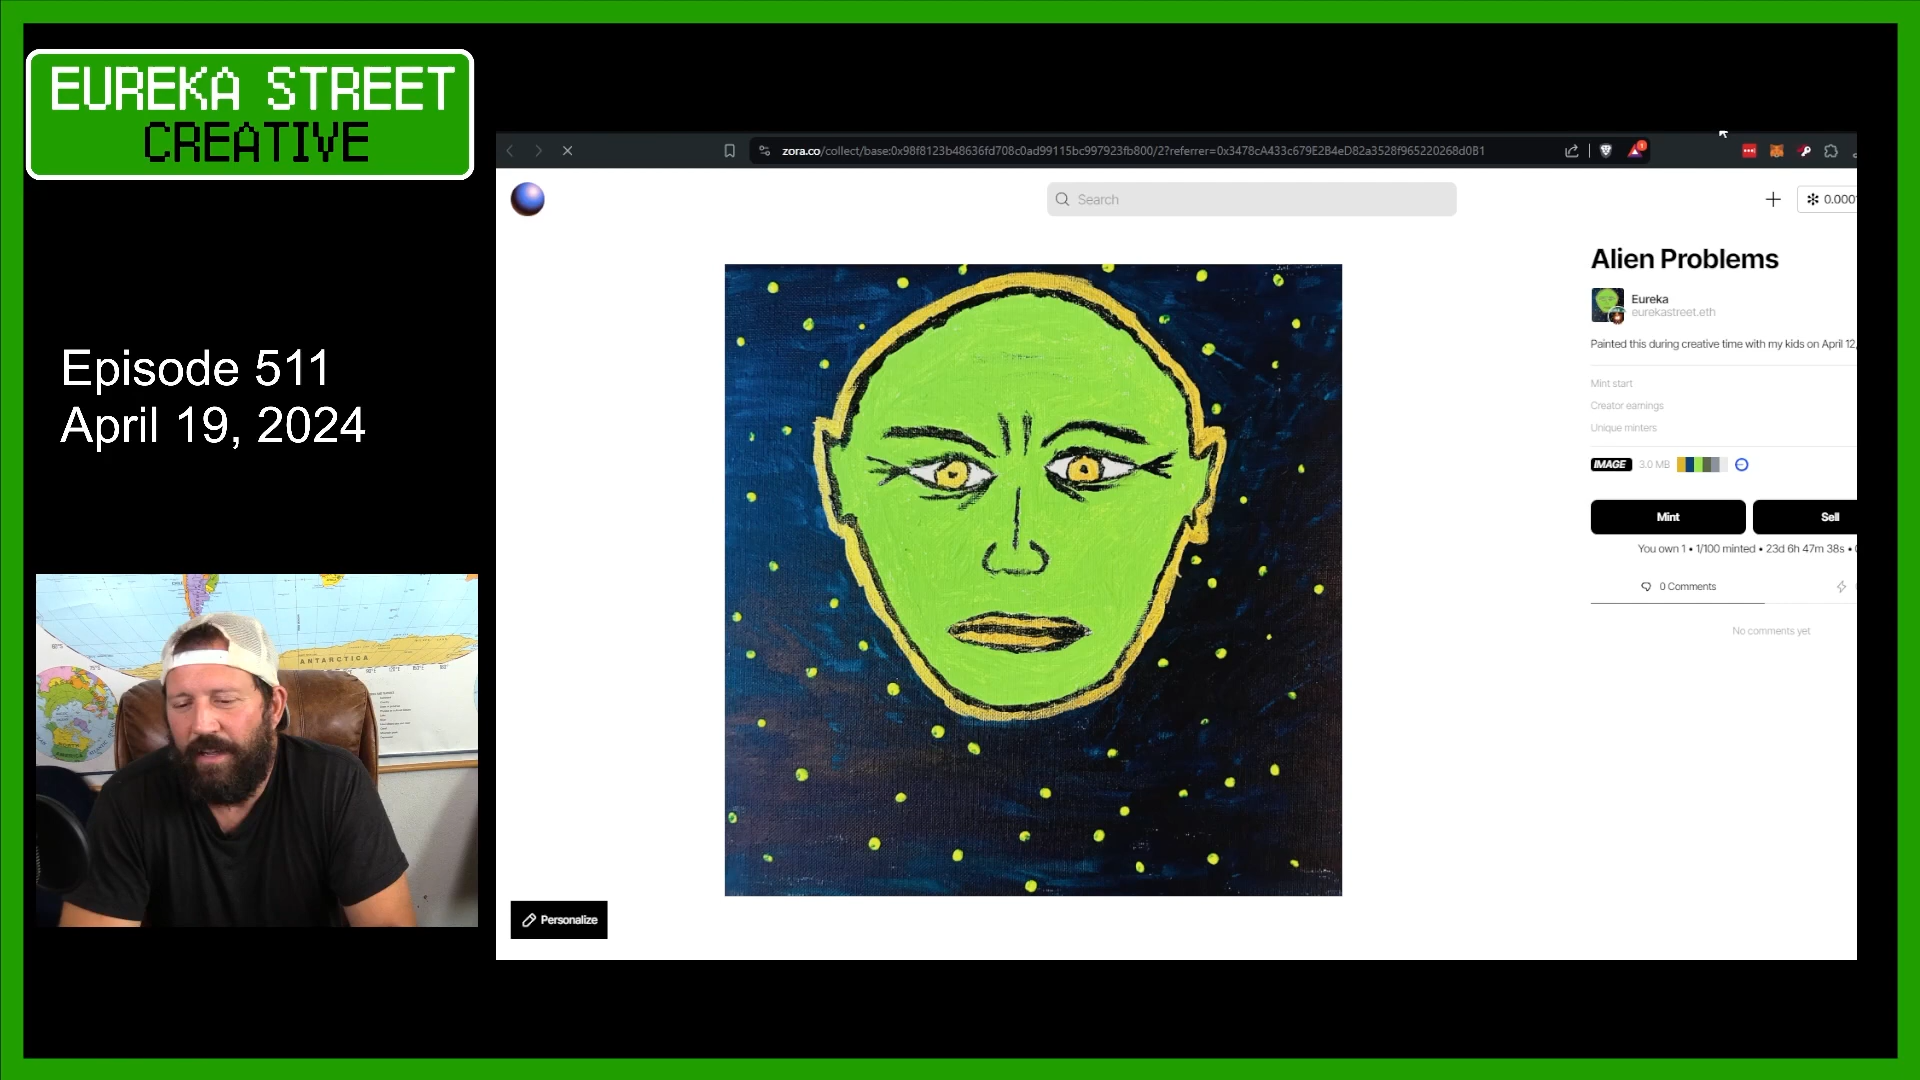 EUREKA STREET
CREATIVE
Episode 511
April 19, 2024
zora.co/collect/base:0x98f8123b48636fd708c0ad99115bc997923fb800/2?referrer=0x3478cA433c679E2B4eD82a3528f965220268d0B1
1
Search
0.000
Alien Problems
Eureka
eurekastreet.eth
Painted this during creative time with my kids on April 12,
Mint start
Creator earnings
Unique minters
IMAGE 3.0 MB
Mint
Sell
You own 1 • 1/100 minted • 23d 6h 47m 38s •
0 Comments
No comments yet
Personalize
ANTARCTICA